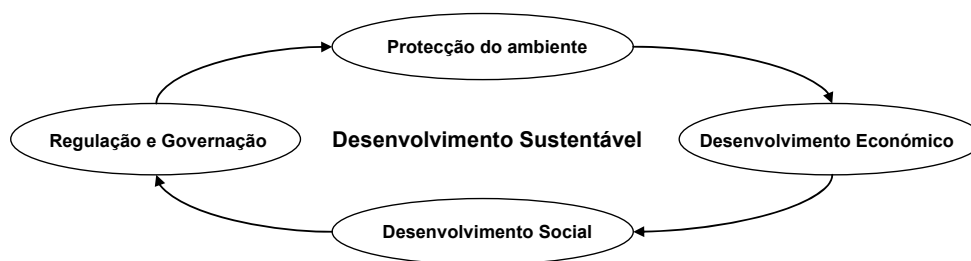 Protecção do ambiente
Regulação e Governação
Desenvolvimento Sustentável
Desenvolvimento Económico
Desenvolvimento Social